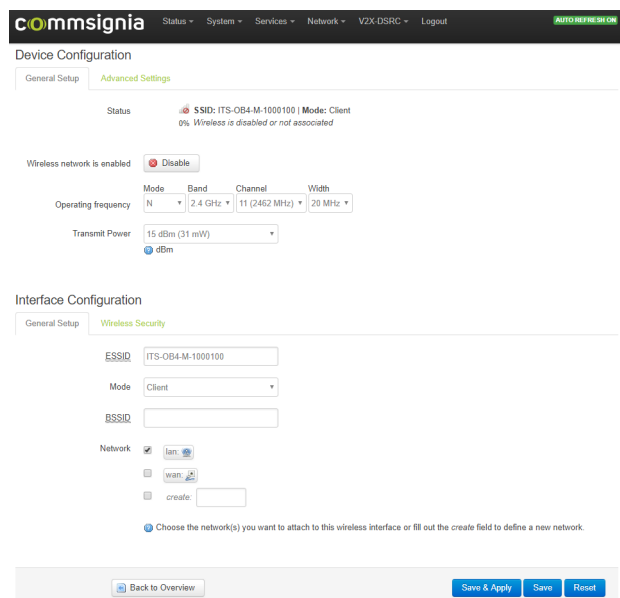 commsignia Status System Services Network V2X-DSRC Logout AUTO REFRESH ON
Device Configuration
General Setup Advanced Settings
Status SSID: ITS-OB4-M-1000100 | Mode: Client
0% Wireless is disabled or not associated
Wireless network is enabled Disable
Mode Band Channel Width
Operating frequency N 2.4 GHz 11 (2462 MHz) 20 MHz
Transmit Power 15 dBm (31 mW)
dBm
Interface Configuration
General Setup Wireless Security
ESSID ITS-OB4-M-1000100
Mode Client
BSSID
Network lan:
wan:
create:
Choose the network(s) you want to attach to this wireless interface or fill out the create field to define a new network.
Back to Overview Save & Apply Save Reset